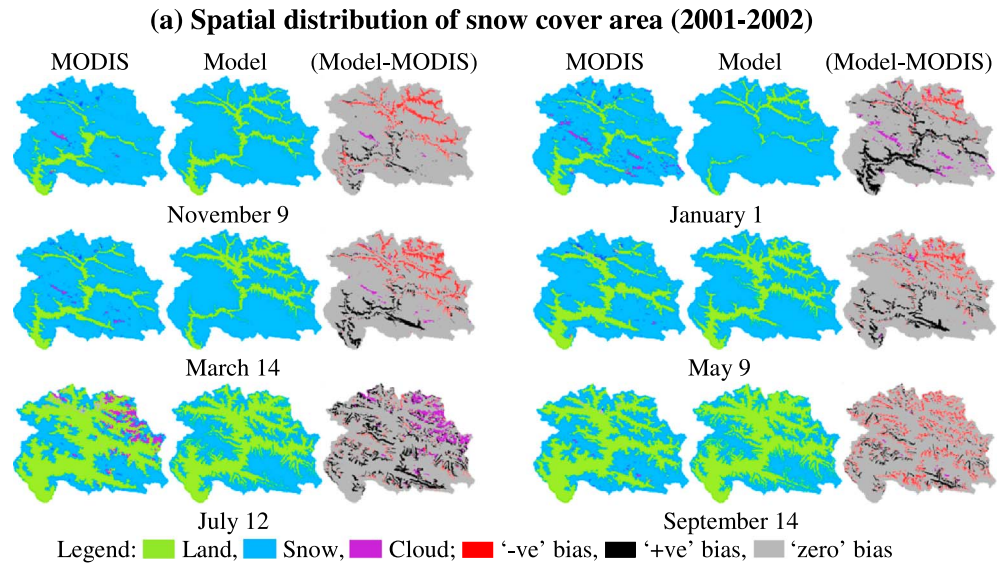 (a) Spatial distribution of snow cover area (2001-2002)
MODIS Model (Model-MODIS) MODIS Model (Model-MODIS)
November 9 January 1
March 14 May 9
July 12 September 14
Legend: Land, Snow, Cloud; ‘-ve’ bias, ‘+ve’ bias, ‘zero’ bias